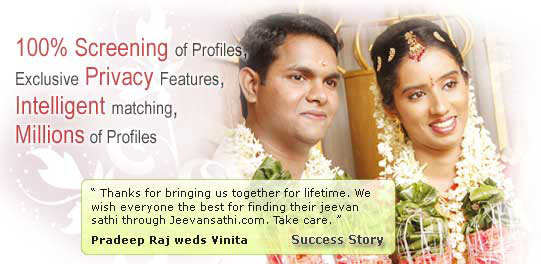 100% Screening of Profiles,
Exclusive Privacy Features,
Intelligent matching,
Millions of Profiles
“ Thanks for bringing us together for lifetime. We
wish everyone the best for finding their jeevan
sathi through Jeevansathi.com. Take care. ”
Pradeep Raj weds Vinita Success Story